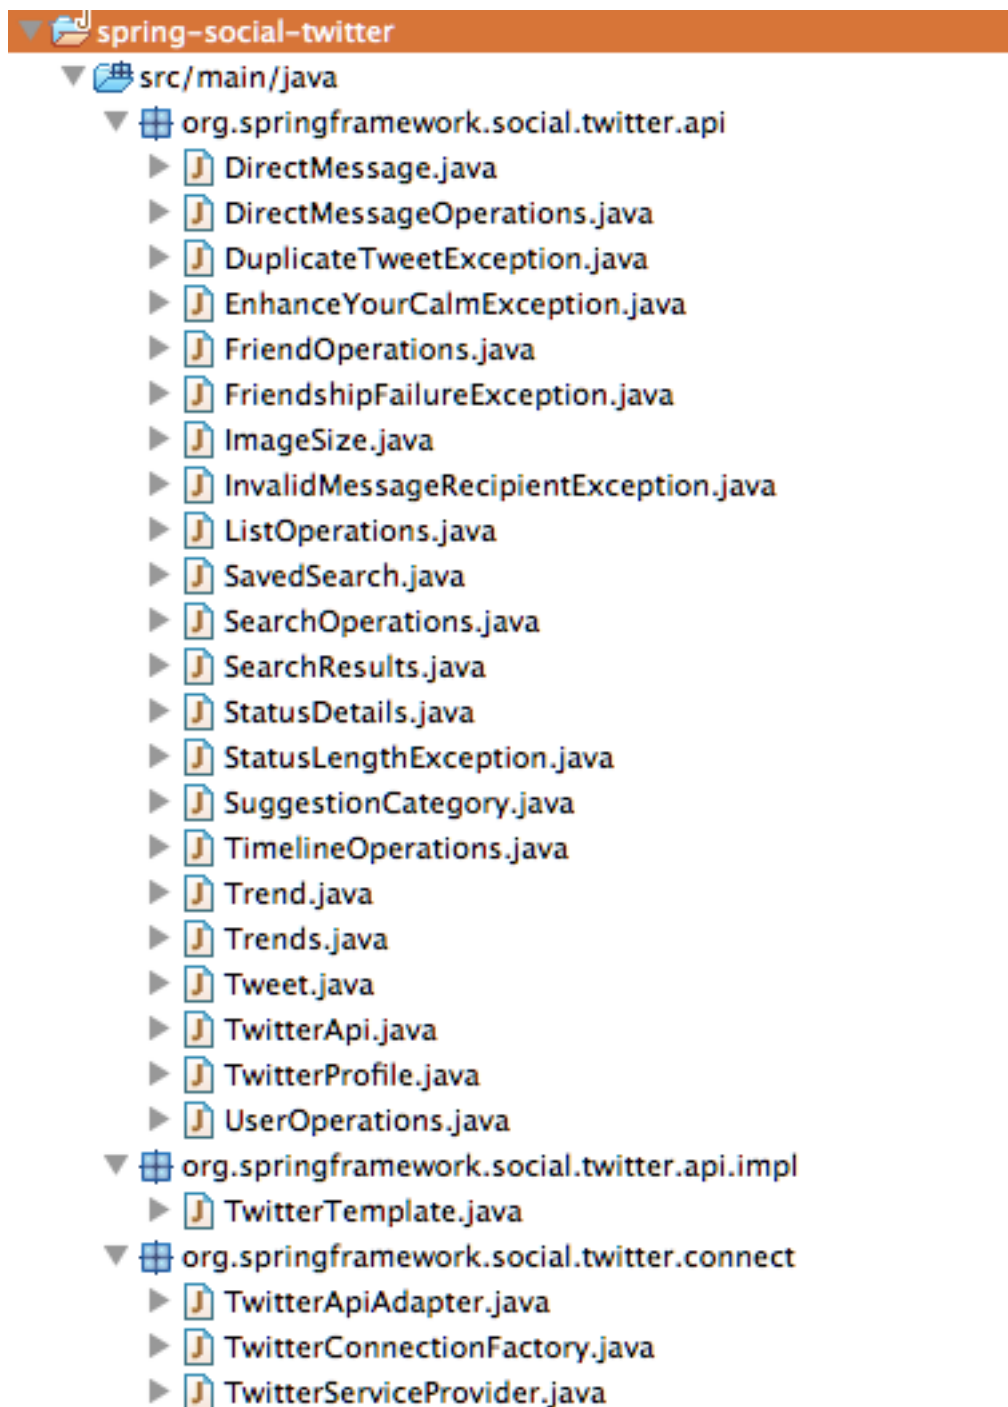 spring-social-twitter
src/main/java
org.springframework.social.twitter.api
DirectMessage.java
DirectMessageOperations.java
DuplicateTweetException.java
EnhanceYourCalmException.java
FriendOperations.java
FriendshipFailureException.java
ImageSize.java
InvalidMessageRecipientException.java
ListOperations.java
SavedSearch.java
SearchOperations.java
SearchResults.java
StatusDetails.java
StatusLengthException.java
SuggestionCategory.java
TimelineOperations.java
Trend.java
Trends.java
Tweet.java
TwitterApi.java
TwitterProfile.java
UserOperations.java
org.springframework.social.twitter.api.impl
TwitterTemplate.java
org.springframework.social.twitter.connect
TwitterApiAdapter.java
TwitterConnectionFactory.java
TwitterServiceProvider.java